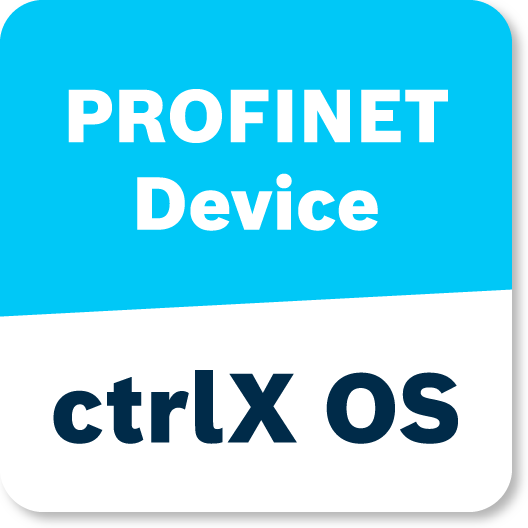 PROFINET
Device
ctrlX OS